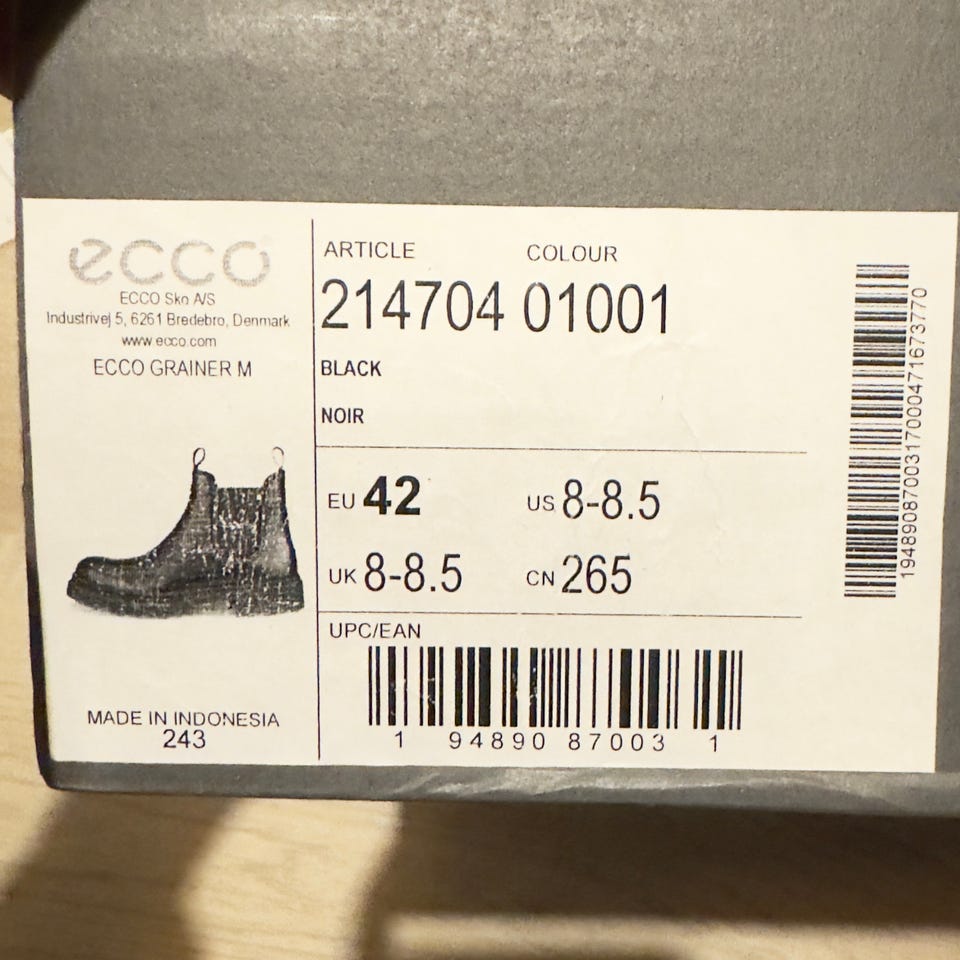 ecco
ECCO Sko A/S
Industrivej 5, 6261 Bredebro, Denmark
www.ecco.com
ECCO GRAINER M
MADE IN INDONESIA
243
ARTICLE COLOUR
214704 01001
BLACK
NOIR
EU 42 US 8-8.5
UK 8-8.5 CN 265
UPC/EAN
1 94890 87003 1
1948908700317000471673770